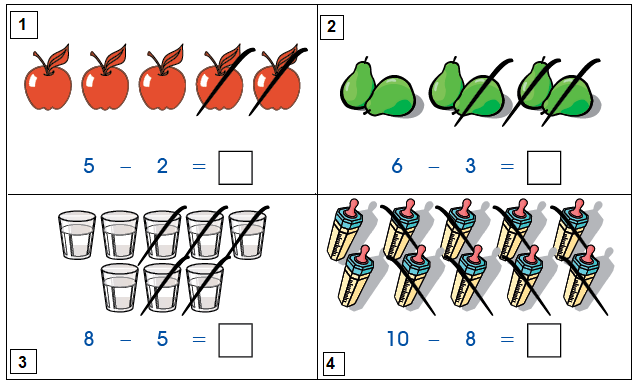 1
5 – 2 =
2
6 – 3 =
3
8 – 5 =
4
10 – 8 =